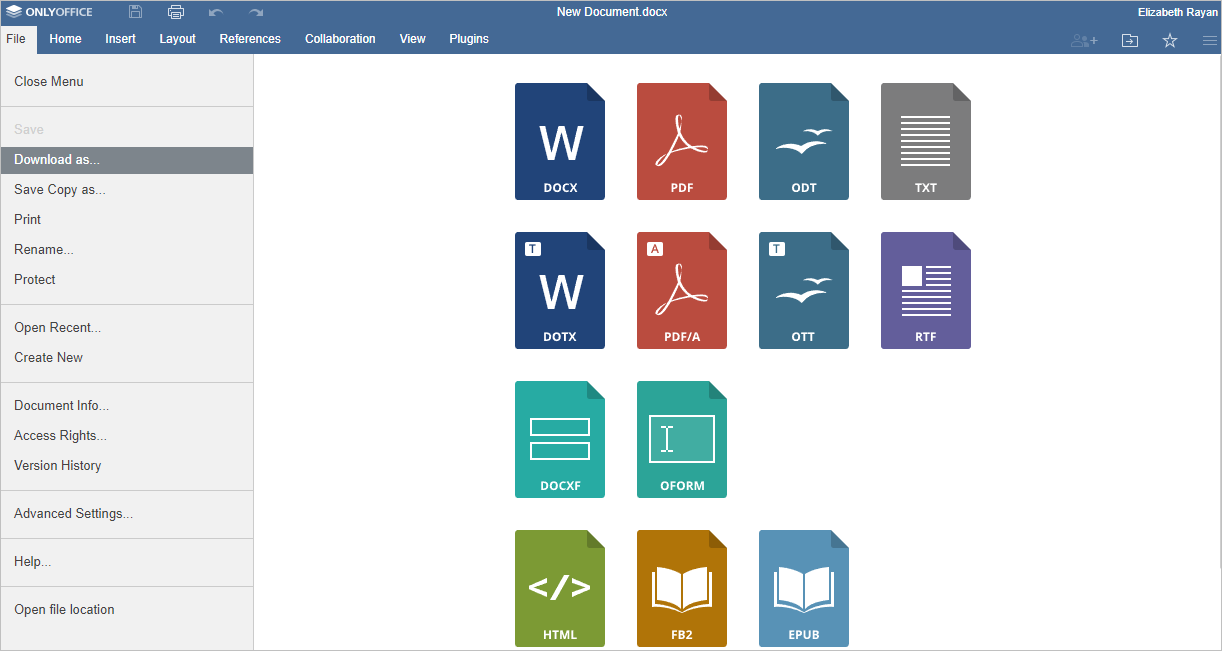 ONLYOFFICE
New Document.docx
Elizabeth Rayan
File Home Insert Layout References Collaboration View Plugins
Close Menu
Save
Download as...
Save Copy as...
Print
Rename...
Protect
Open Recent...
Create New
Document Info...
Access Rights...
Version History
Advanced Settings...
Help...
Open file location
W
DOCX
PDF
ODT
TXT
T
W
DOTX
A
PDF/A
T
OTT
RTF
DOCXF
OFORM
</>
HTML
FB2
EPUB